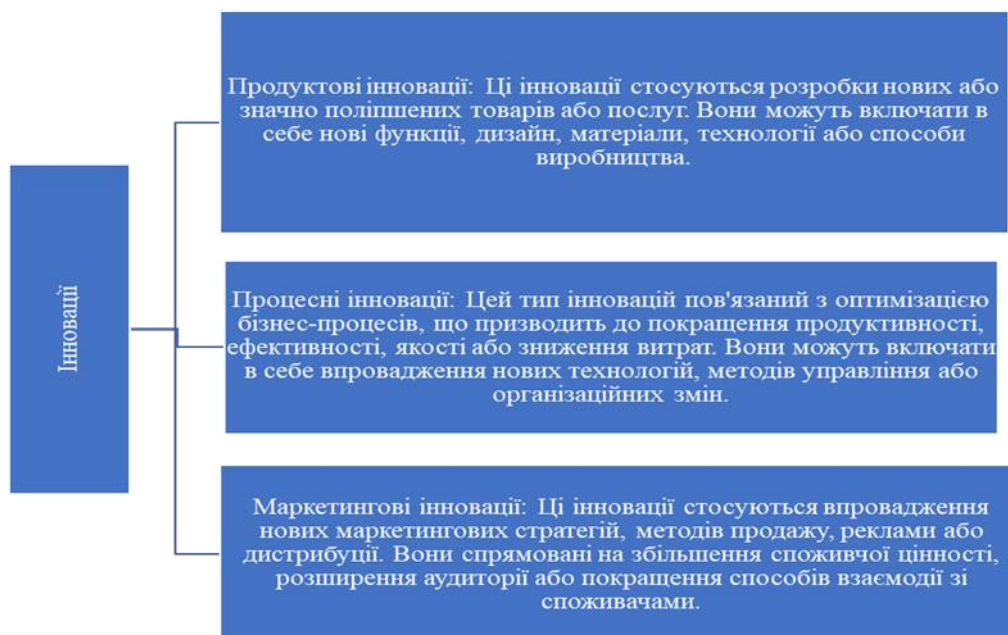 Інновації
Продуктові інновації: Ці інновації стосуються розробки нових або
значно поліпшених товарів або послуг. Вони можуть включати в
себе нові функції, дизайн, матеріали, технології або способи
виробництва.
Процесні інновації: Цей тип інновацій пов'язаний з оптимізацією
бізнес-процесів, що призводить до покращення продуктивності,
ефективності, якості або зниження витрат. Вони можуть включати
в себе впровадження нових технологій, методів управління або
організаційних змін.
Маркетингові інновації: Ці інновації стосуються впровадження
нових маркетингових стратегій, методів продажу, реклами або
дистрибуції. Вони спрямовані на збільшення споживчої цінності,
розширення аудиторії або покращення способів взаємодії зі
споживачами.